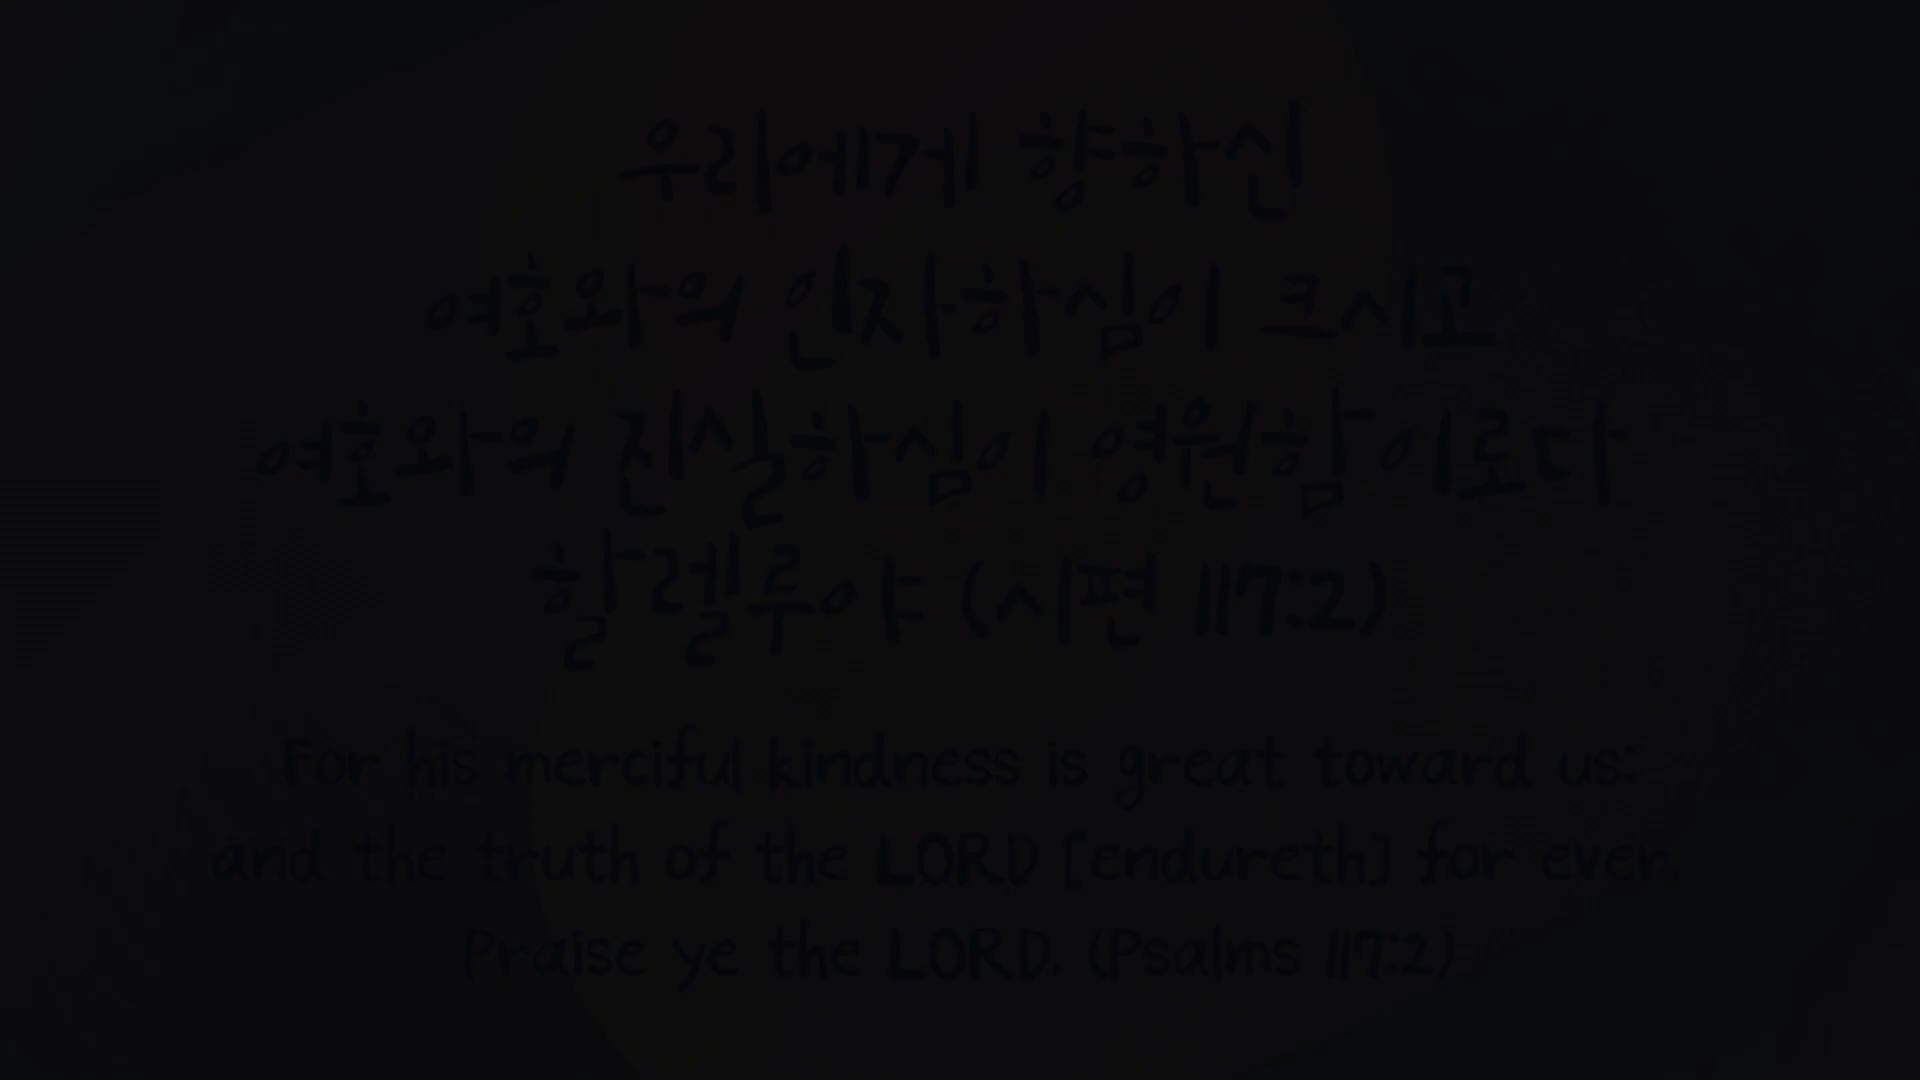 우리에게 향하신
여호와의 인자하심이 크시고
여호와의 진실하심이 영원함이로다
할렐루야 (시편 117:2)
For his merciful kindness is great toward us:
and the truth of the LORD [endureth] for ever.
Praise ye the LORD. (Psalms 117:2)